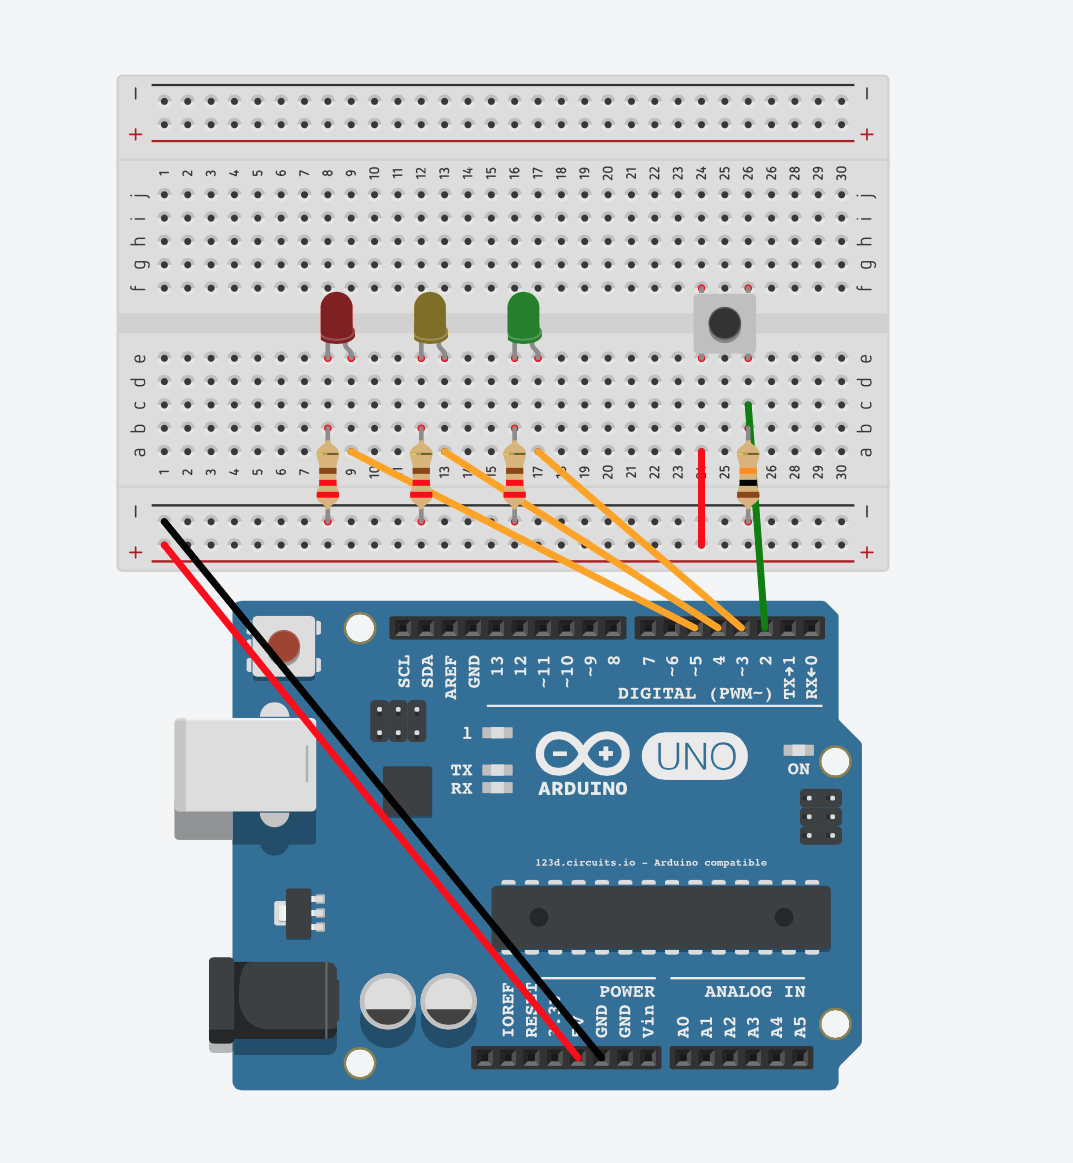 − −
+ +
1 2 3 4 5 6 7 8 9 10 11 12 13 14 15 16 17 18 19 20 21 22 23 24 25 26 26 28 29 30
j j
i i
h h
g g
f f
e e
d d
c c
b b
a a
1 2 3 4 5 6 7 9 10 11 13 14 15 17 18 19 20 21 22 23 25 26 28 29 30
− −
+ +
SCL SDA AREF GND 13 12 ~11 ~10 ~9 8 7 ~6 ~5 4 ~3 2 TX→1 RX←0
DIGITAL (PWM~)
1
TX
RX
ARDUINO
UNO
ON
123d.circuits.io - Arduino compatible
POWER ANALOG IN
IOREF RESET 3.3V 5V GND GND Vin A0 A1 A2 A3 A4 A5